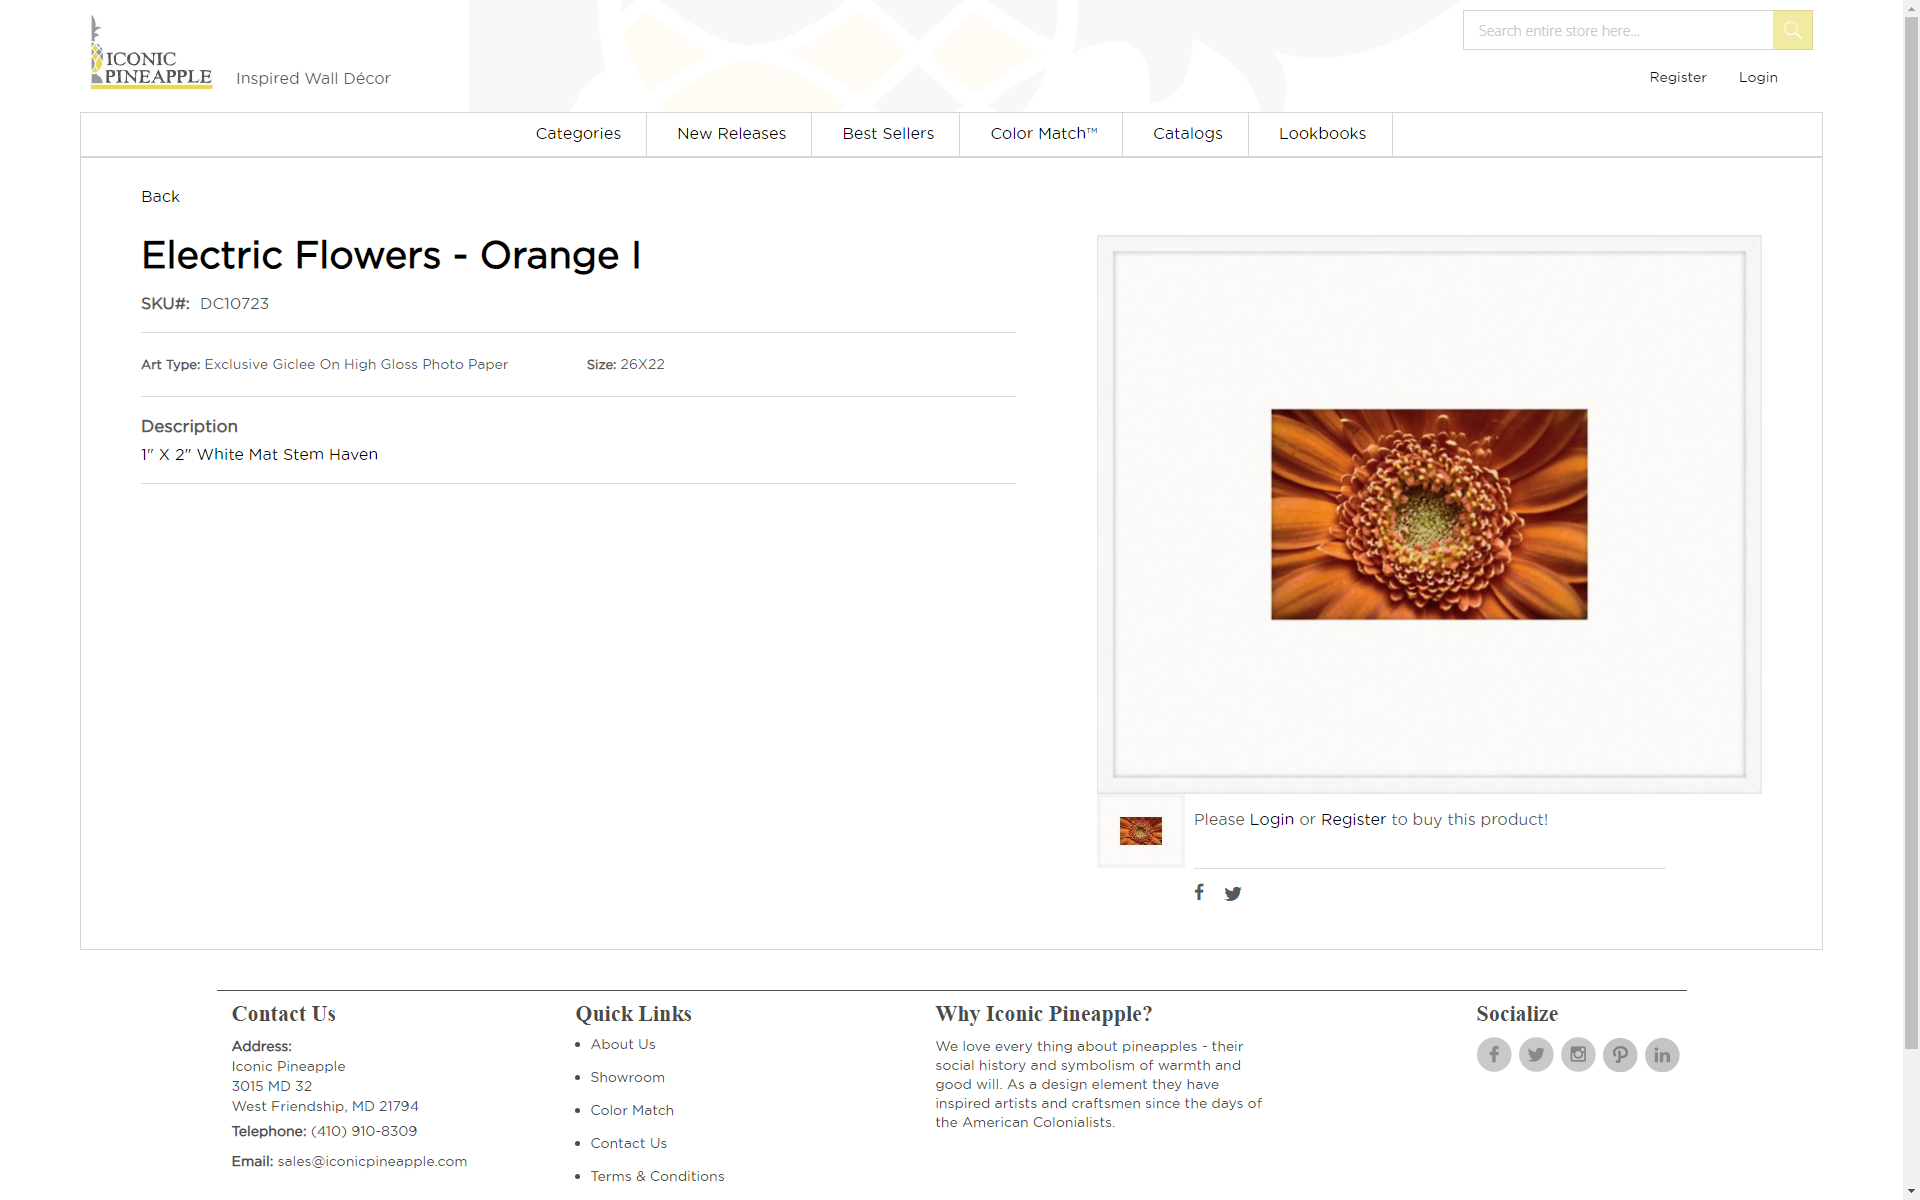 ICONIC
PINEAPPLE
Inspired Wall Décor
Search entire store here...
Register
Login
Categories
New Releases
Best Sellers
Color Match™
Catalogs
Lookbooks
Back
Electric Flowers - Orange I
SKU#: DC10723
Art Type: Exclusive Giclee On High Gloss Photo Paper
Size: 26X22
Description
1" X 2" White Mat Stem Haven
Please Login or Register to buy this product!
Contact Us
Address:
Iconic Pineapple
3015 MD 32
West Friendship, MD 21794
Telephone: (410) 910-8309
Email: sales@iconicpineapple.com
Quick Links
About Us
Showroom
Color Match
Contact Us
Terms & Conditions
Why Iconic Pineapple?
We love every thing about pineapples - their
social history and symbolism of warmth and
good will. As a design element they have
inspired artists and craftsmen since the days of
the American Colonialists.
Socialize